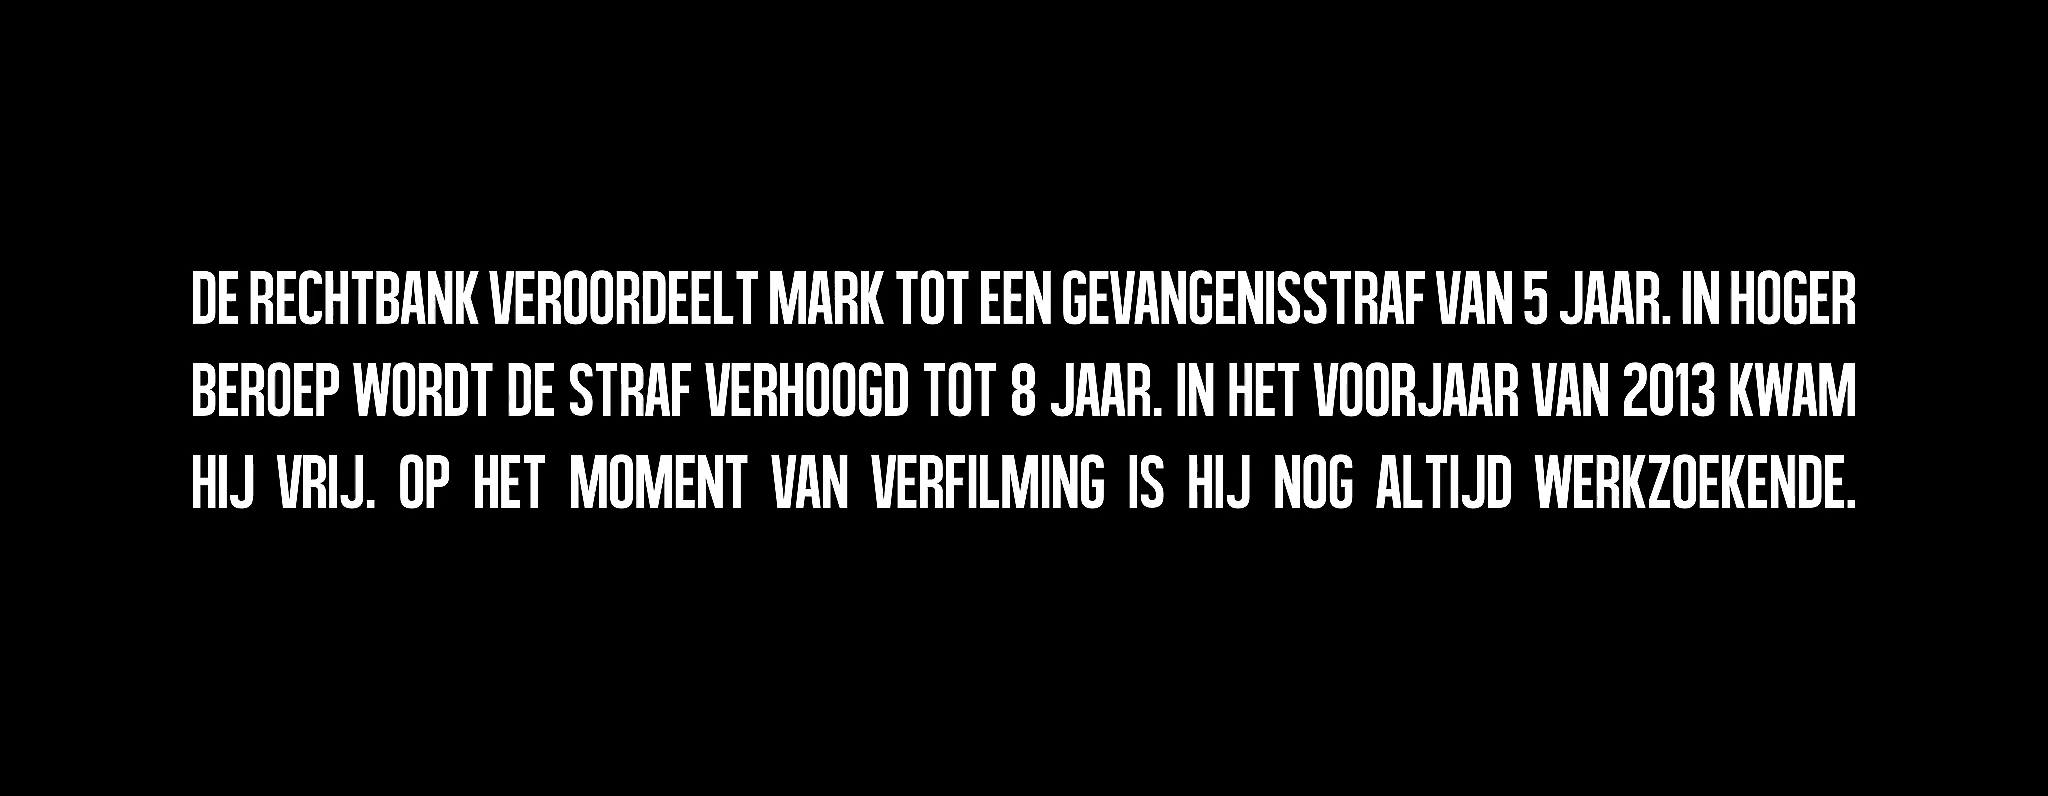 DE RECHTBANK VEROORDEELT MARK TOT EEN GEVANGENISSTRAF VAN 5 JAAR. IN HOGER
BEROEP WORDT DE STRAF VERHOOGD TOT 8 JAAR. IN HET VOORJAAR VAN 2013 KWAM
HIJ VRIJ. OP HET MOMENT VAN VERFILMING IS HIJ NOG ALTIJD WERKZOEKENDE.